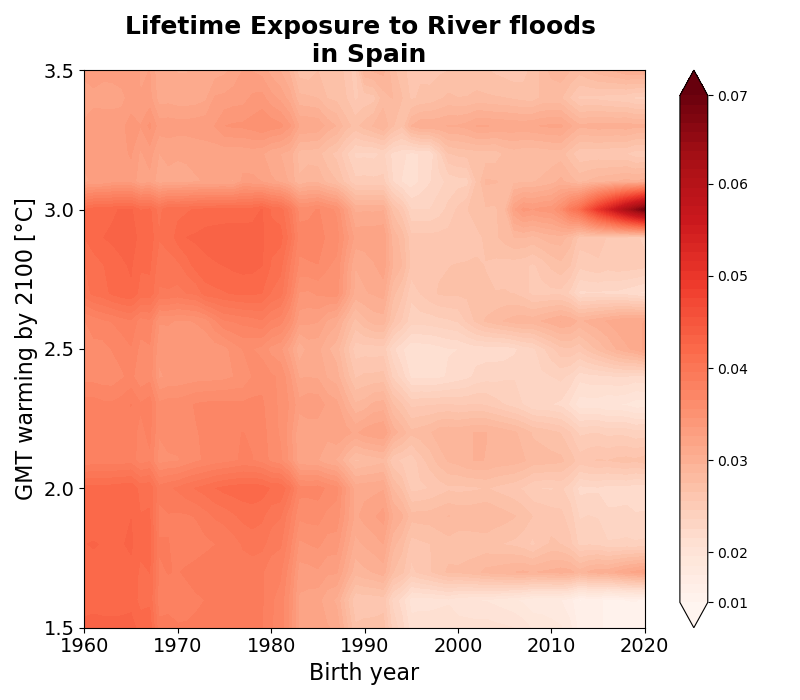 Lifetime Exposure to River floods
in Spain
GMT warming by 2100 [°C]
3.5
3.0
2.5
2.0
1.5
1960 1970 1980 1990 2000 2010 2020
Birth year
0.07
0.06
0.05
0.04
0.03
0.02
0.01